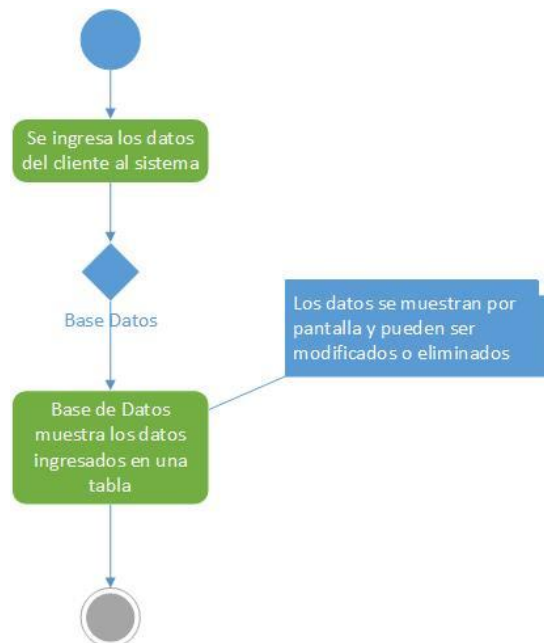 Se ingresa los datos
del cliente al sistema
Base Datos
Los datos se muestran por
pantalla y pueden ser
modificados o eliminados
Base de Datos
muestra los datos
ingresados en una
tabla